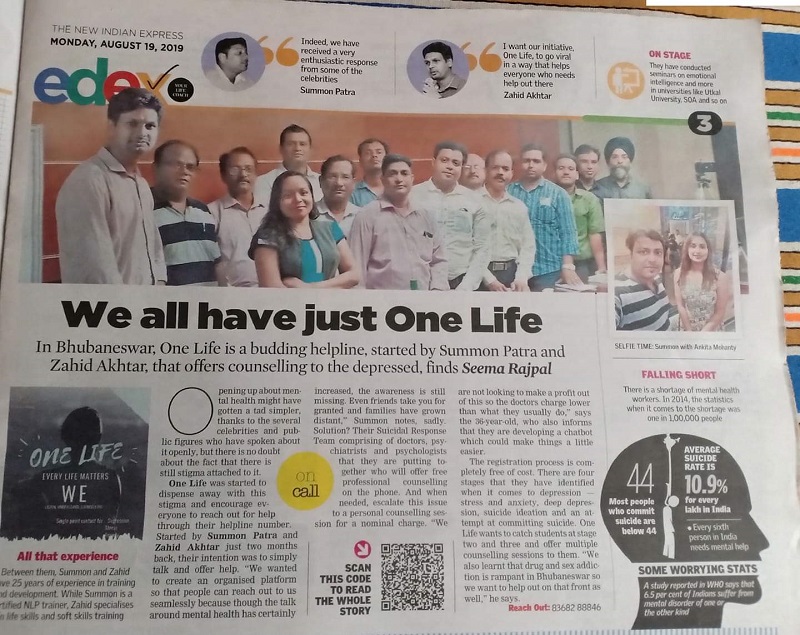 THE NEW INDIAN EXPRESS
MONDAY, AUGUST 19, 2019
edex
YOUR
LIFE
COACH
Indeed, we have
received a very
enthusiastic response
from some of the
celebrities
Summon Patra
I want our initiative,
One Life, to go viral
in a way that helps
everyone who needs
help out there
Zahid Akhtar
ON STAGE
They have conducted
seminars on emotional
intelligence and more
in universities like Utkal
University, SOA and so on
3
SELFIE TIME: Summon with Ankita Mohanty
We all have just One Life
In Bhubaneswar, One Life is a budding helpline, started by Summon Patra and
Zahid Akhtar, that offers counselling to the depressed, finds Seema Rajpal
ONE LIFE
EVERY LIFE MATTERS
WE
Single point contact for
All that experience
Between them, Summon and Zahid
ve 25 years of experience in training
nd development. While Summon is a
rtified NLP trainer, Zahid specialises
n life skills and soft skills training
Opening up about men-
tal health might have
gotten a tad simpler,
thanks to the several
celebrities and pub-
lic figures who have spoken about
it openly, but there is no doubt
about the fact that there is
still stigma attached to it.
One Life was started to
dispense away with this
stigma and encourage ev-
eryone to reach out for help
through their helpline number.
Started by Summon Patra and
Zahid Akhtar just two months
back, their intention was to simply
talk and offer help. "We wanted
to create an organised platform
so that people can reach out to us
seamlessly because though the talk
around mental health has certainly
on
call
increased, the awareness is still
missing. Even friends take you for
granted and families have grown
distant," Summon notes, sadly.
Solution? Their Suicidal Response
Team comprising of doctors, psy-
chiatrists and psychologists
that they are putting to-
gether who will offer free
professional counselling
on the phone. And when
needed, escalate this issue
to a personal counselling ses-
sion for a nominal charge. "We
SCAN
THIS CODE
TO READ
THE WHOLE
STORY
are not looking to make a profit out
of this so the doctors charge lower
than what they usually do," says
the 36-year-old, who also informs
that they are developing a chatbot
which could make things a little
easier.
The registration process is com-
pletely free of cost. There are four
stages that they have identified
when it comes to depression —
stress and anxiety, deep depres-
sion, suicide ideation and an at-
tempt at committing suicide. One
Life wants to catch students at stage
two and three and offer multiple
counselling sessions to them. "We
also learnt that drug and sex addic-
tion is rampant in Bhubaneswar so
we want to help out on that front as
well," he says.
Reach Out: 83682 88846
FALLING SHORT
There is a shortage of mental health
workers. In 2014, the statistics
when it comes to the shortage was
one in 1,00,000 people
44
Most people
who commit
suicide are
below 44
AVERAGE
SUICIDE
RATE IS
10.9%
for every
lakh in India
• Every sixth
person in India
needs mental help
SOME WORRYING STATS
A study reported in WHO says that
6.5 per cent of Indians suffer from
mental disorder of one or
the other kind